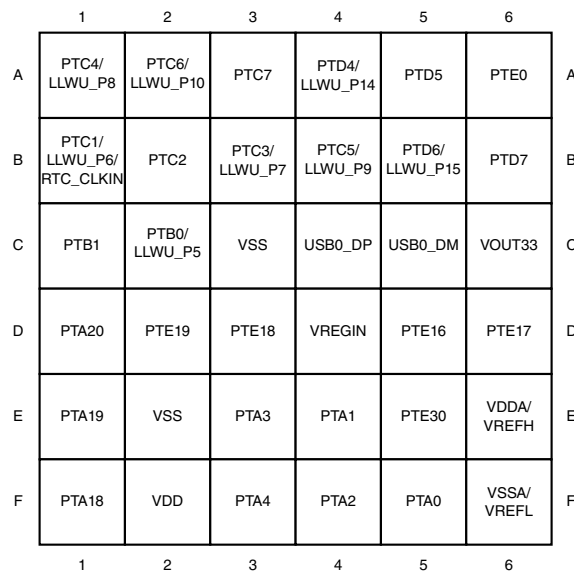 1 2 3 4 5 6
A PTC4/ LLWU_P8 PTC6/ LLWU_P10 PTC7 PTD4/ LLWU_P14 PTD5 PTE0 A
B PTC1/ LLWU_P6/ RTC_CLKIN PTC2 PTC3/ LLWU_P7 PTC5/ LLWU_P9 PTD6/ LLWU_P15 PTD7 B
C PTB1 PTB0/ LLWU_P5 VSS USB0_DP USB0_DM VOUT33 C
D PTA20 PTE19 PTE18 VREGIN PTE16 PTE17 D
E PTA19 VSS PTA3 PTA1 PTE30 VDDA/ VREFH E
F PTA18 VDD PTA4 PTA2 PTA0 VSSA/ VREFL F
1 2 3 4 5 6